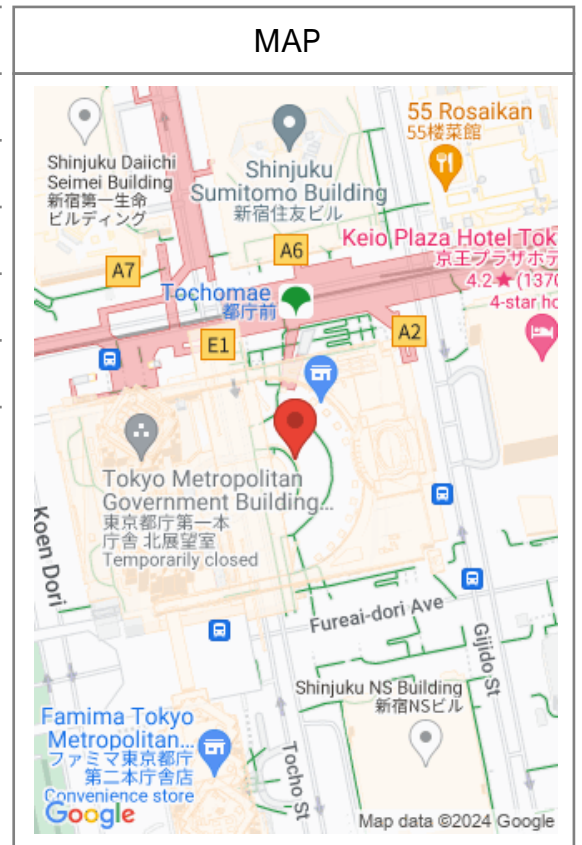 MAP
55 Rosaikan
55楼菜館
Shinjuku Daiichi
Seimei Building
新宿第一生命
ビルディング
Shinjuku
Sumitomo Building
新宿住友ビル
Keio Plaza Hotel Tok
京王プラザホテ
4.2★(1370
4-star ho
A6
A7
Tochomae
都庁前
E1
A2
Tokyo Metropolitan
Government Building...
東京都庁第一本
庁舎 北展望室
Temporarily closed
Koen Dori
Fureai-dori Ave
Gijido St
Shinjuku NS Building
新宿NSビル
Famima Tokyo
Metropolitan...
ファミマ東京都庁
第二本庁舎店
Convenience store
Tocho St
Google
Map data ©2024 Google